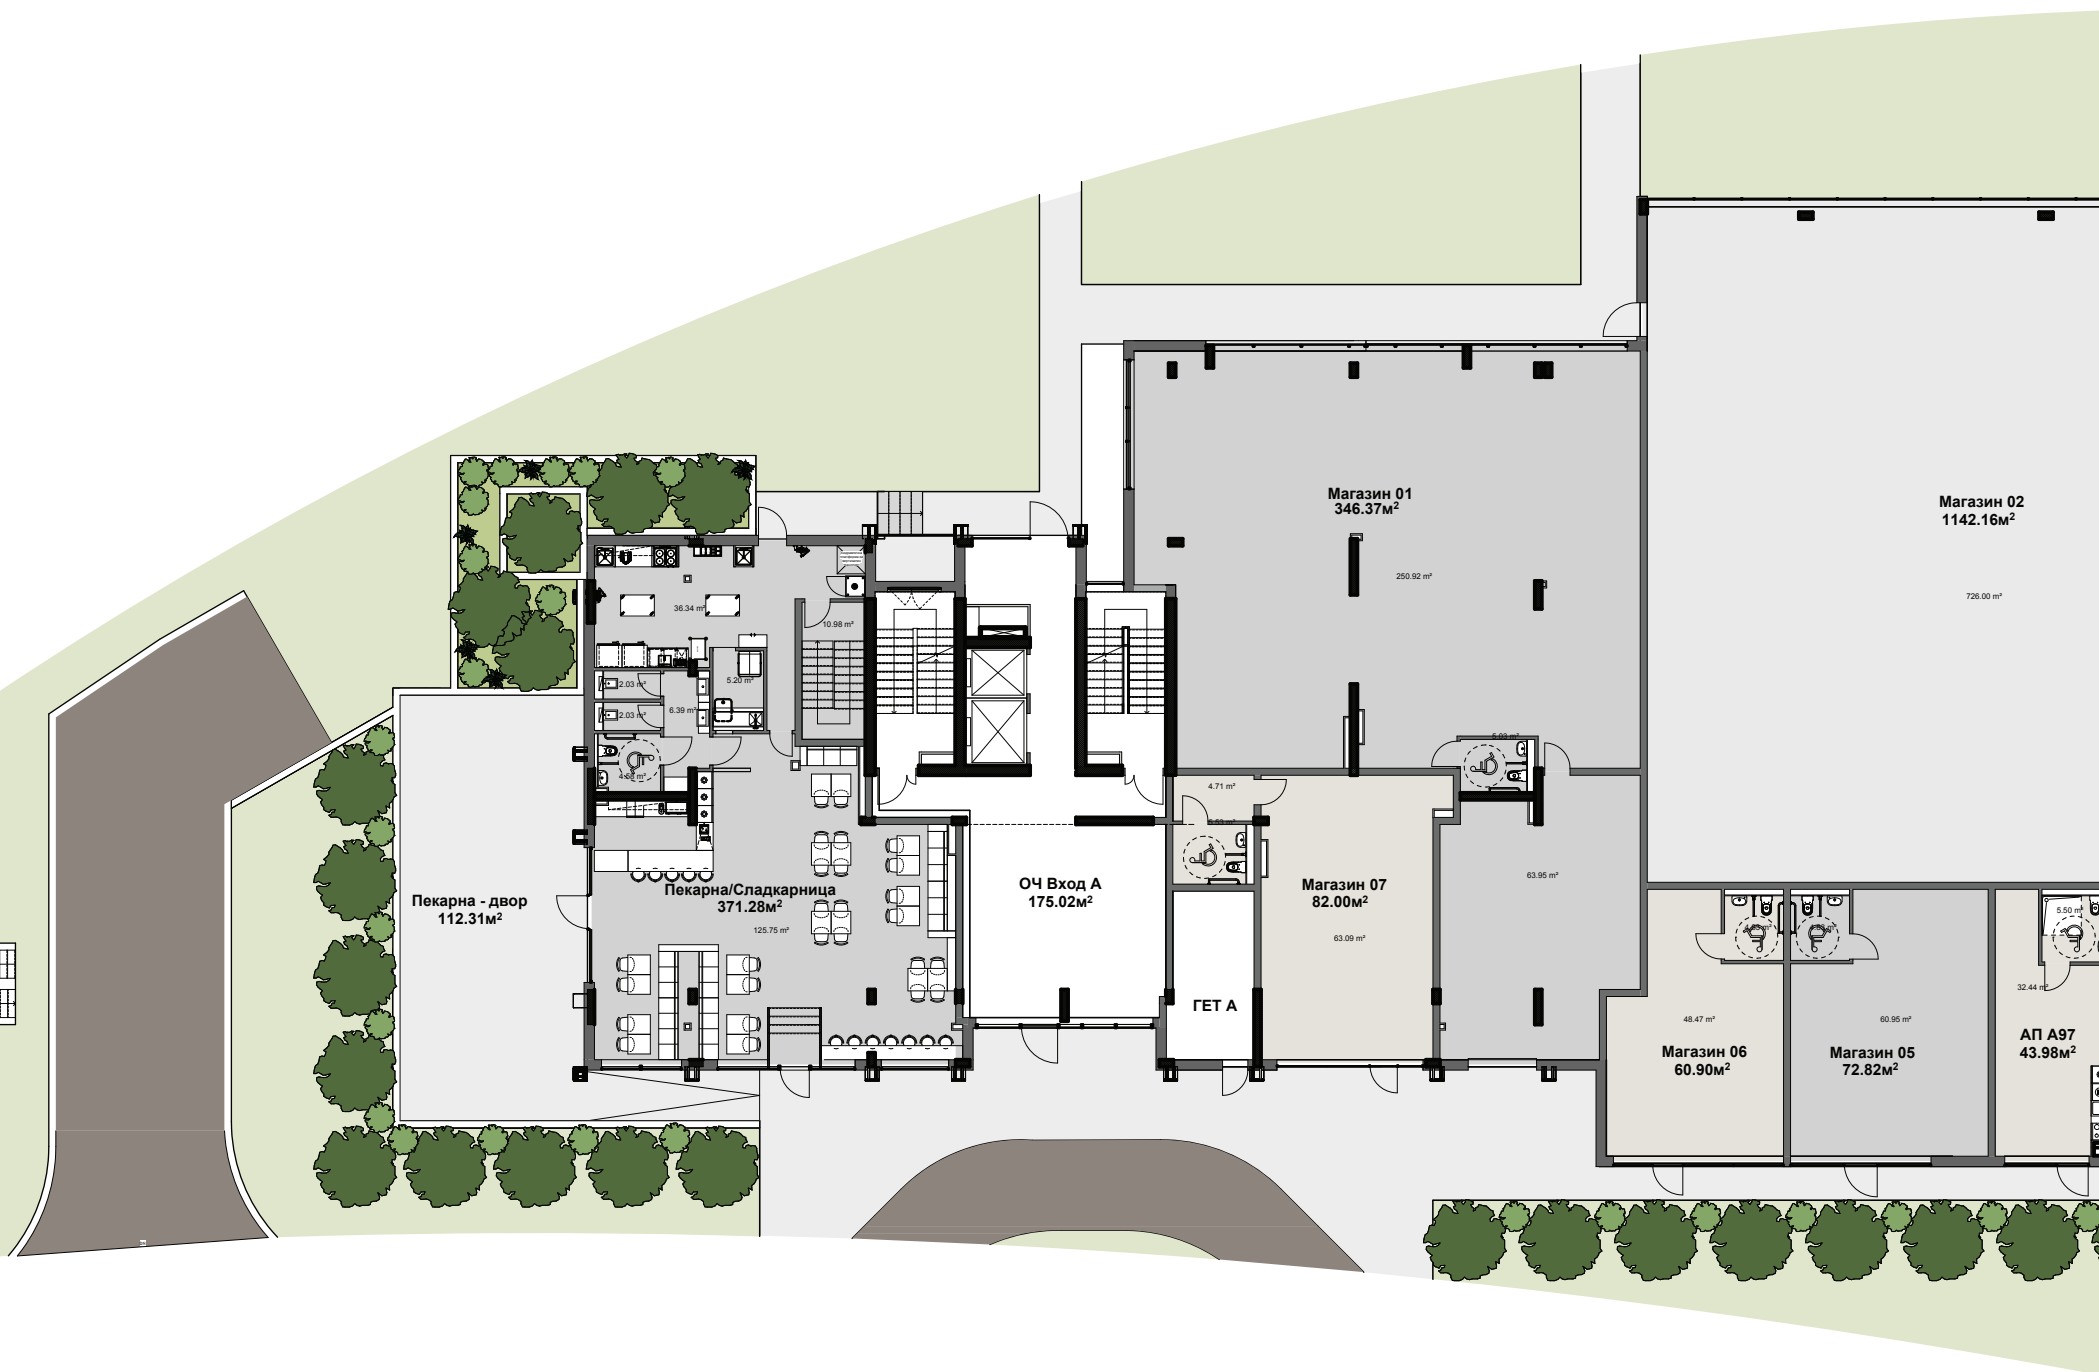 Магазин 01
346.37м²
250.92 m²
Магазин 02
1142.16м²
726.00 m²
36.34 m²
10.98 m²
2.03 m²
5.20 m²
2.03 m²
6.39 m²
5.03 m²
4.71 m²
Пекарна - двор
112.31м²
Пекарна/Сладкарница
371.28м²
125.75 m²
ОЧ Вход А
175.02м²
Магазин 07
82.00м²
63.09 m²
63.95 m²
ГЕТ А
48.47 m²
Магазин 06
60.90м²
60.95 m²
Магазин 05
72.82м²
5.50 m²
32.44 m²
АП А97
43.98м²